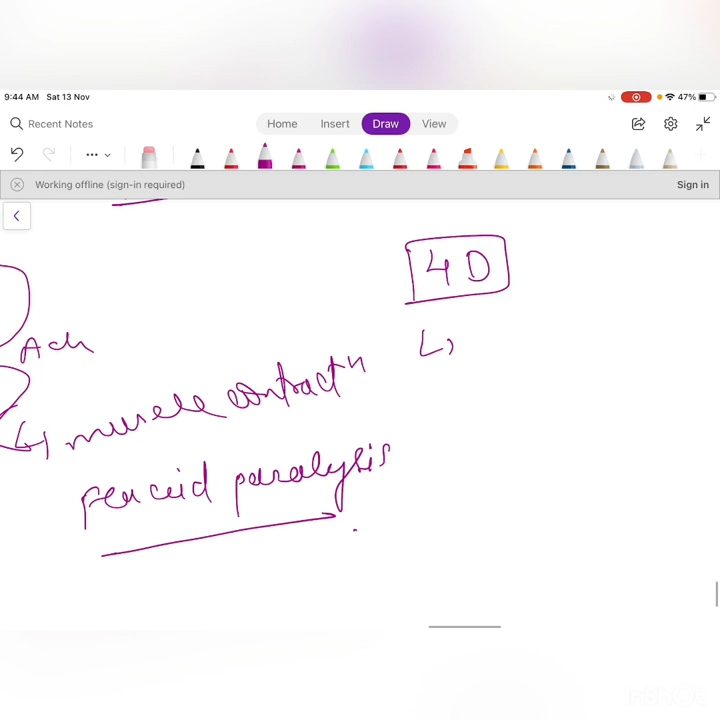 9:44 AM Sat 13 Nov
47%
Recent Notes Home Insert Draw View
Working offline (sign-in required) Sign in
4D
Ach
muscle contractn
flaccid paralysis